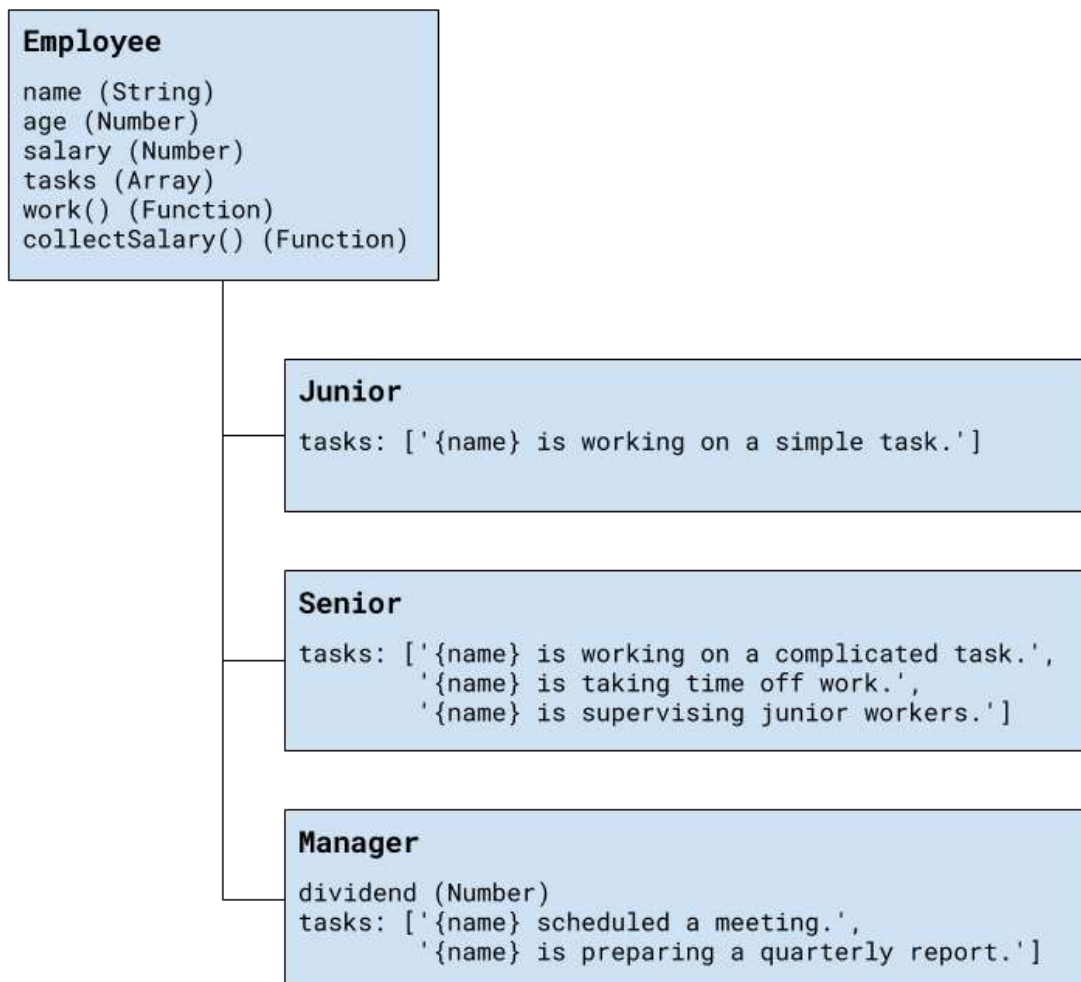 Employee
name (String)
age (Number)
salary (Number)
tasks (Array)
work() (Function)
collectSalary() (Function)
Junior
tasks: ['{name} is working on a simple task.']
Senior
tasks: ['{name} is working on a complicated task.',
'{name} is taking time off work.',
'{name} is supervising junior workers.']
Manager
dividend (Number)
tasks: ['{name} scheduled a meeting.',
'{name} is preparing a quarterly report.']